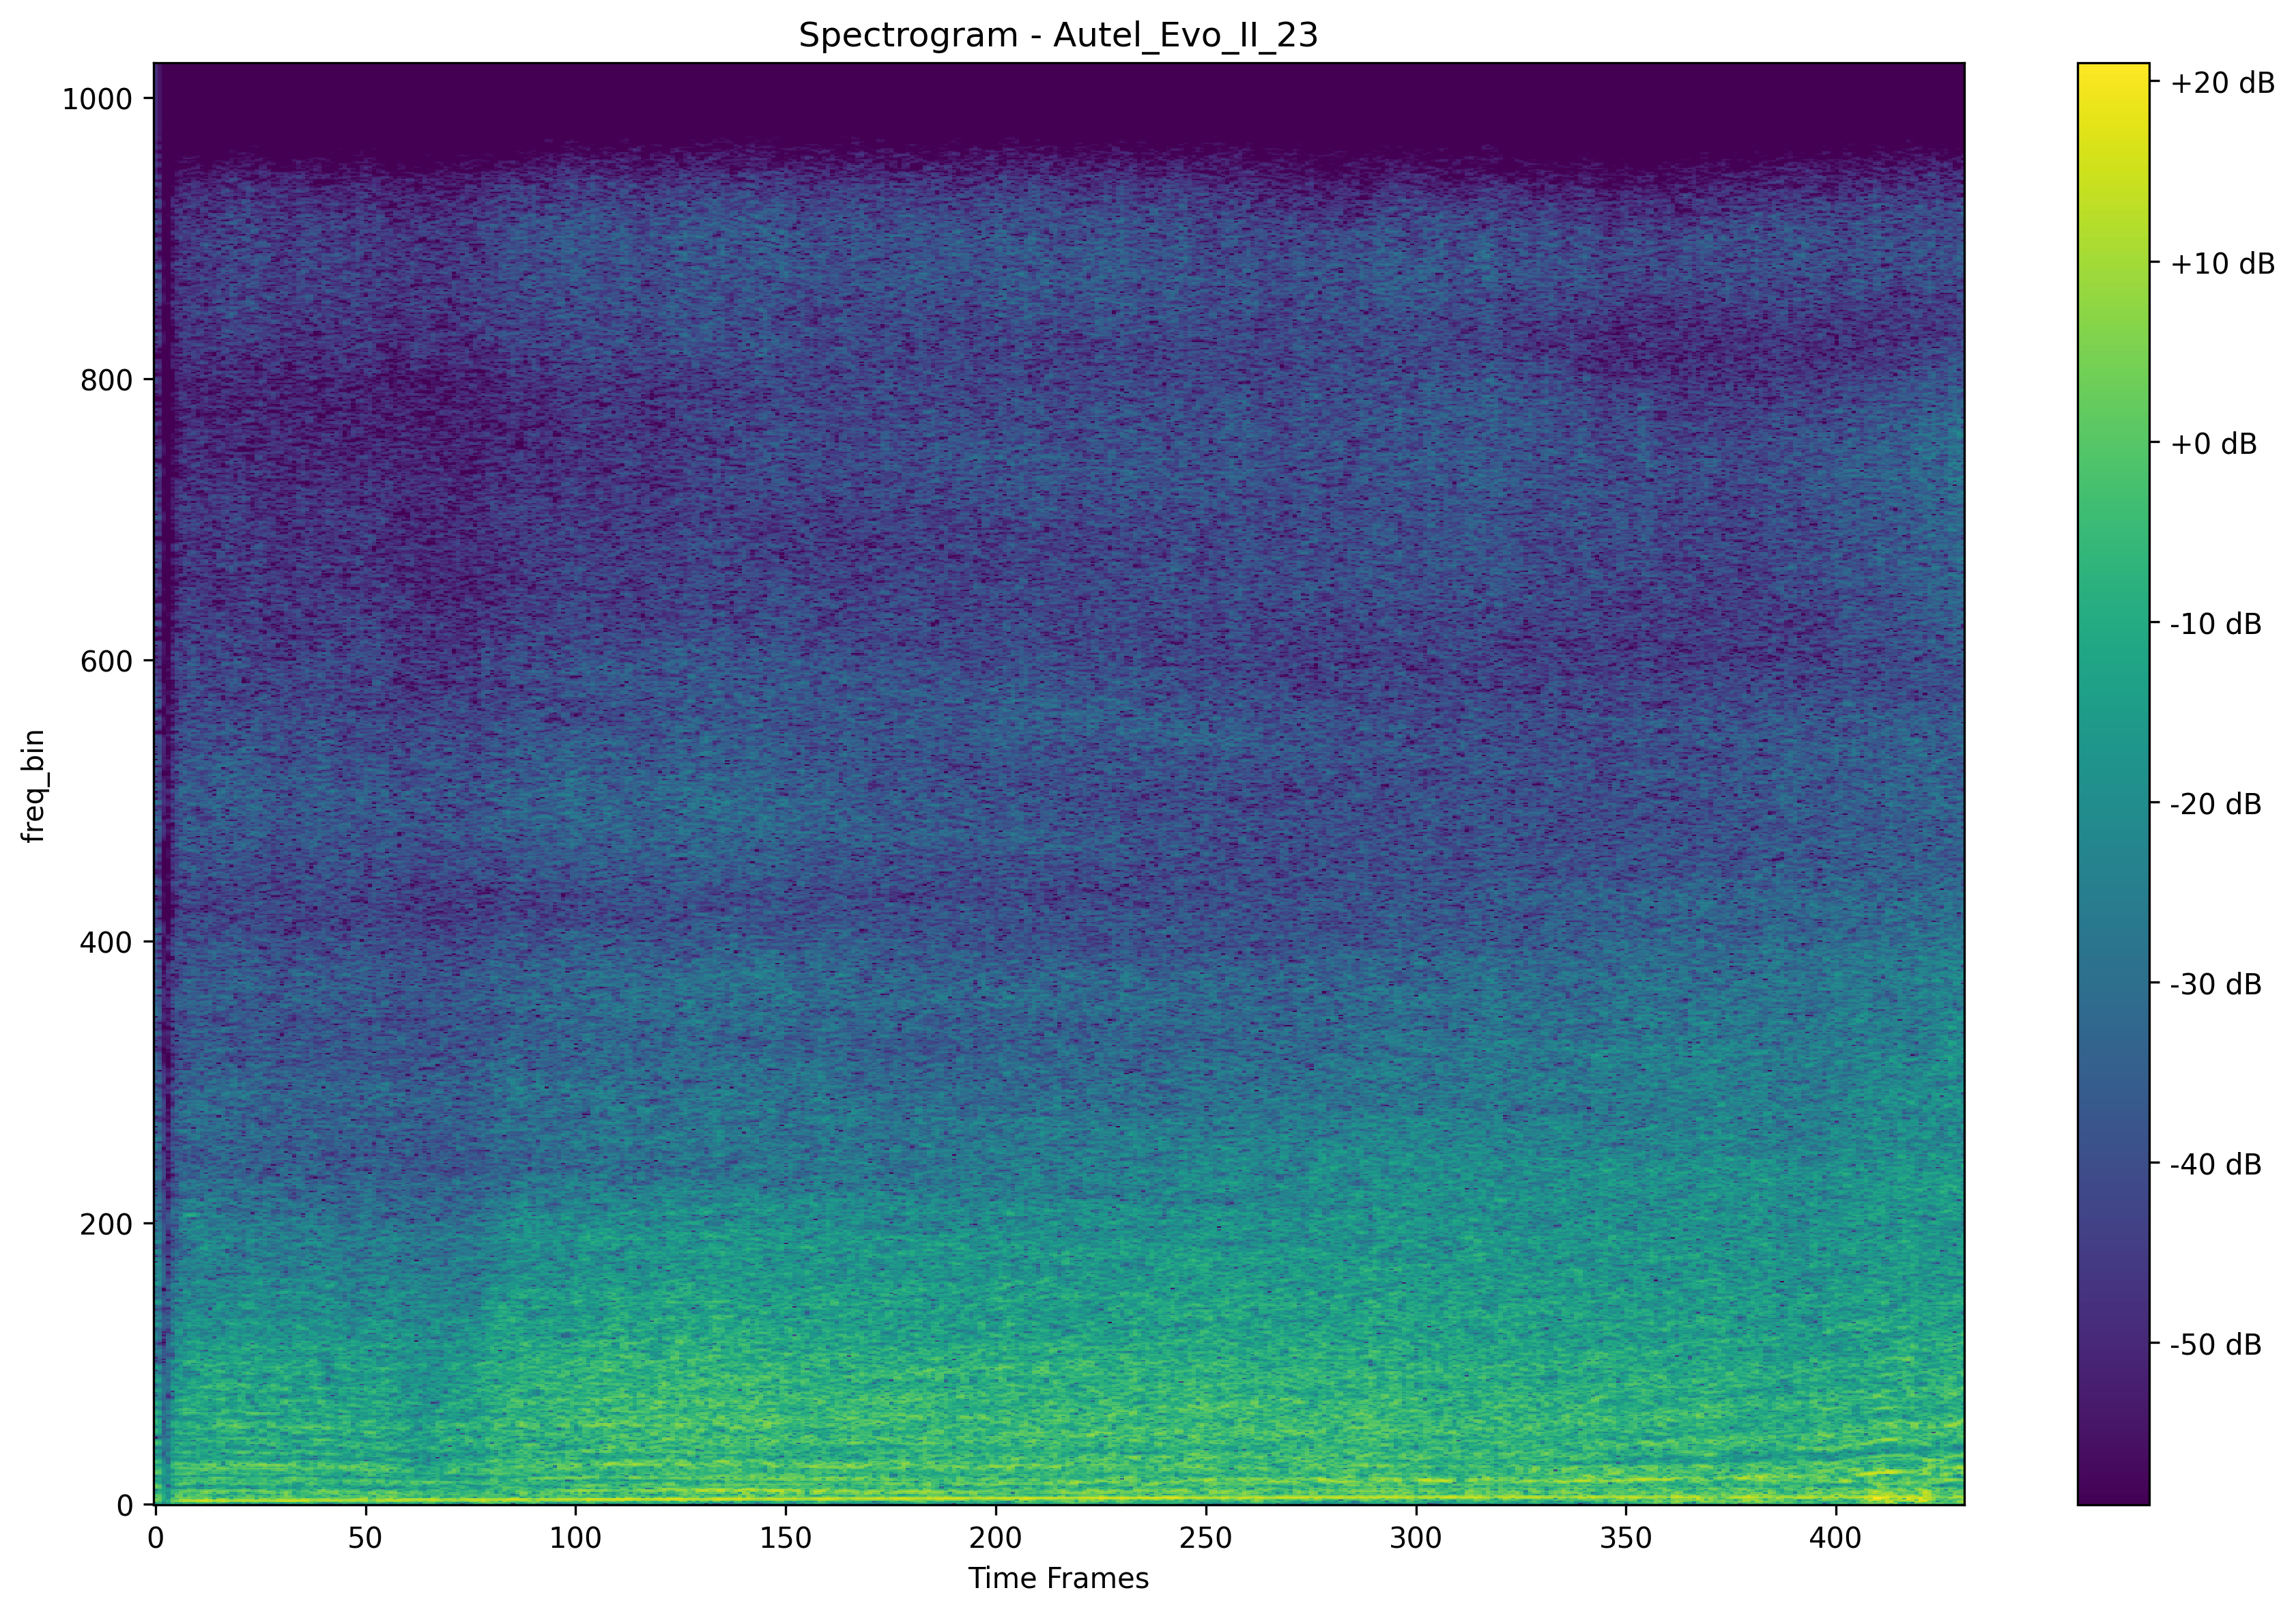 Spectrogram - Autel_Evo_II_23
freq_bin
1000
800
600
400
200
0
0 50 100 150 200 250 300 350 400
Time Frames
+20 dB
+10 dB
+0 dB
-10 dB
-20 dB
-30 dB
-40 dB
-50 dB